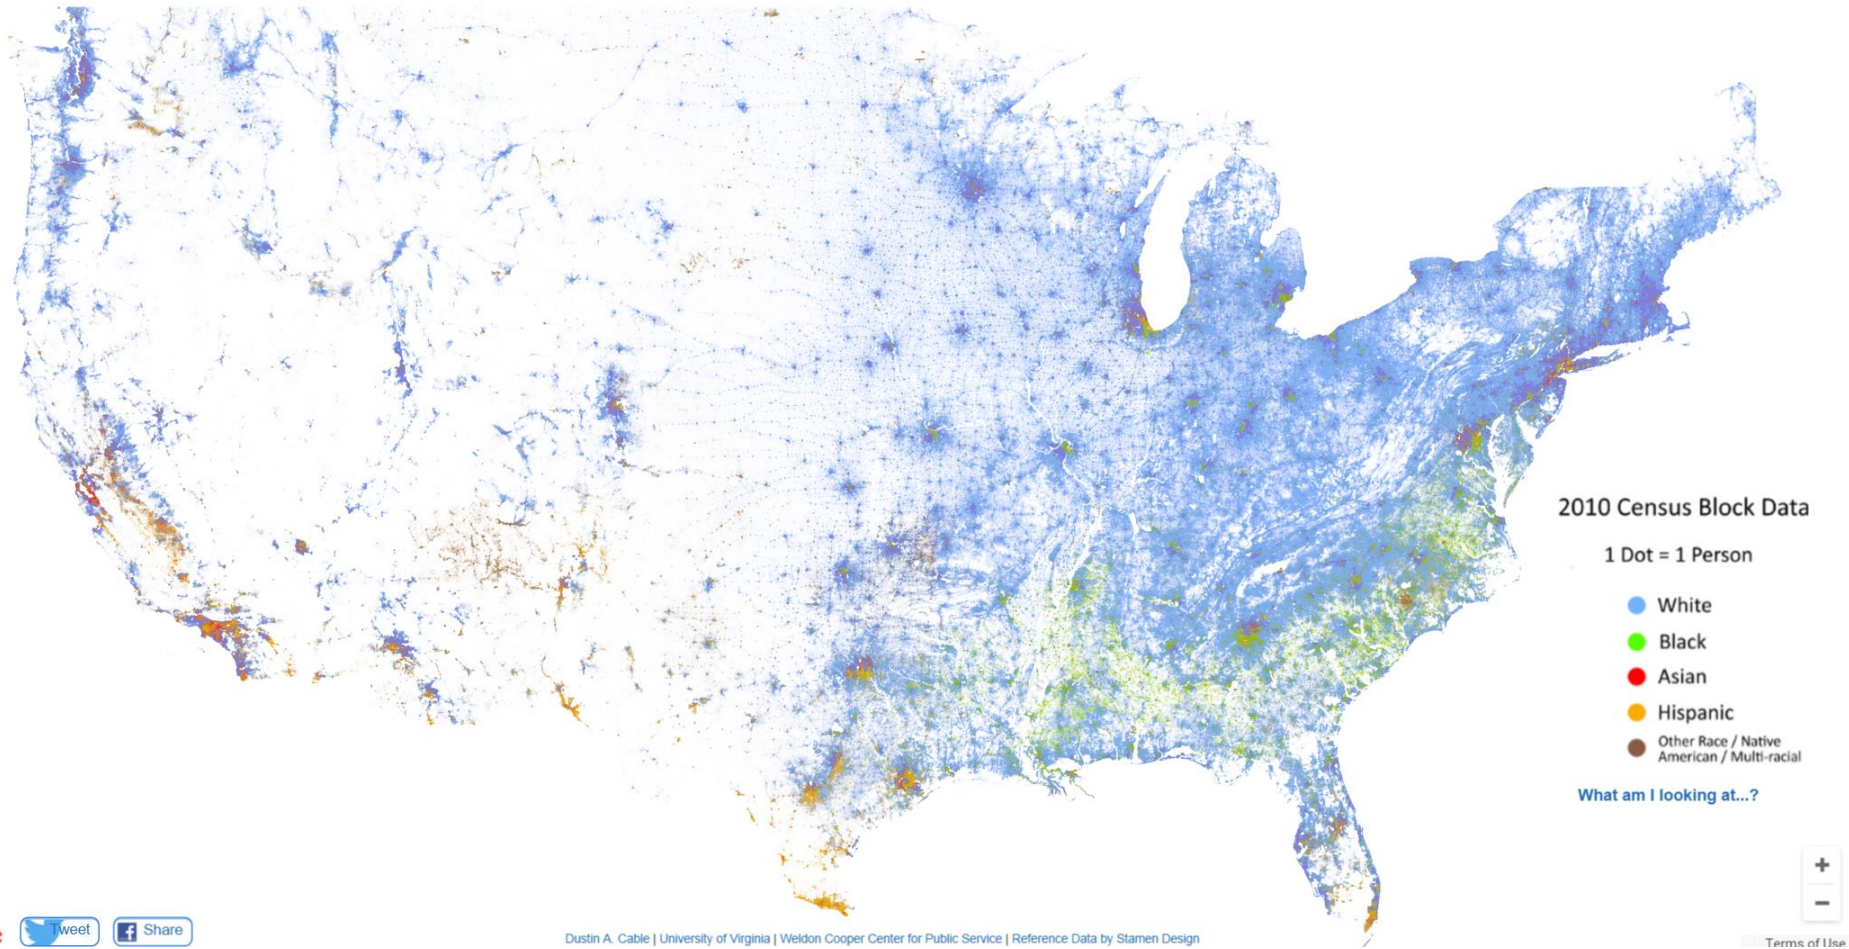 2010 Census Block Data
1 Dot = 1 Person
White
Black
Asian
Hispanic
Other Race / Native
American / Multi-racial
What am I looking at...?
+
−
Tweet
Share
Dustin A. Cable | University of Virginia | Weldon Cooper Center for Public Service | Reference Data by Stamen Design
Terms of Use